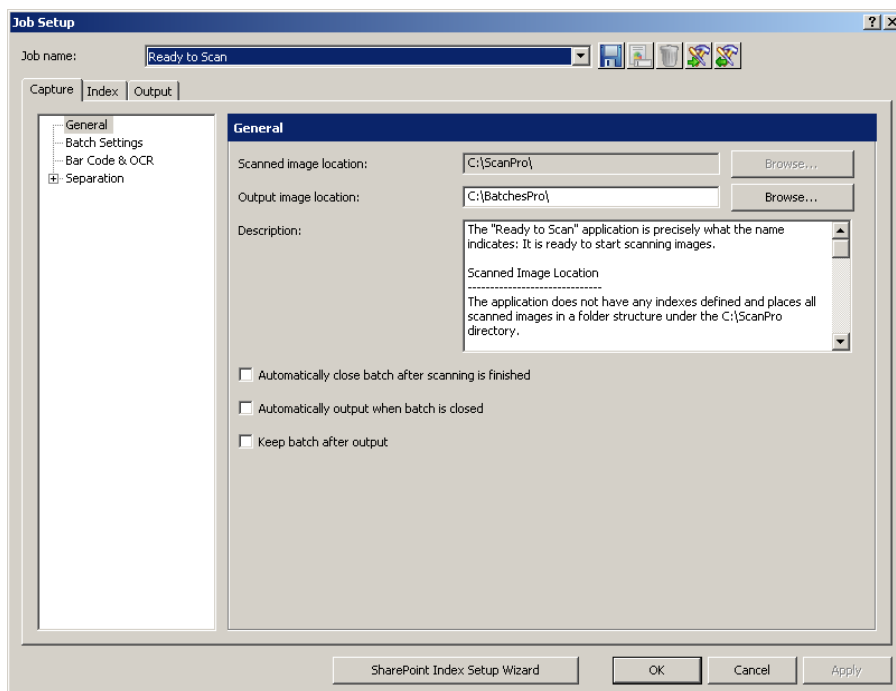 Job Setup
Job name:
Ready to Scan
Capture
Index
Output
General
Batch Settings
Bar Code & OCR
Separation
General
Scanned image location:
C:\ScanPro\
Browse...
Output image location:
C:\BatchesPro\
Browse...
Description:
The "Ready to Scan" application is precisely what the name
indicates: It is ready to start scanning images.
Scanned Image Location
------------------------------
The application does not have any indexes defined and places all
scanned images in a folder structure under the C:\ScanPro
directory.
Automatically close batch after scanning is finished
Automatically output when batch is closed
Keep batch after output
SharePoint Index Setup Wizard
OK
Cancel
Apply